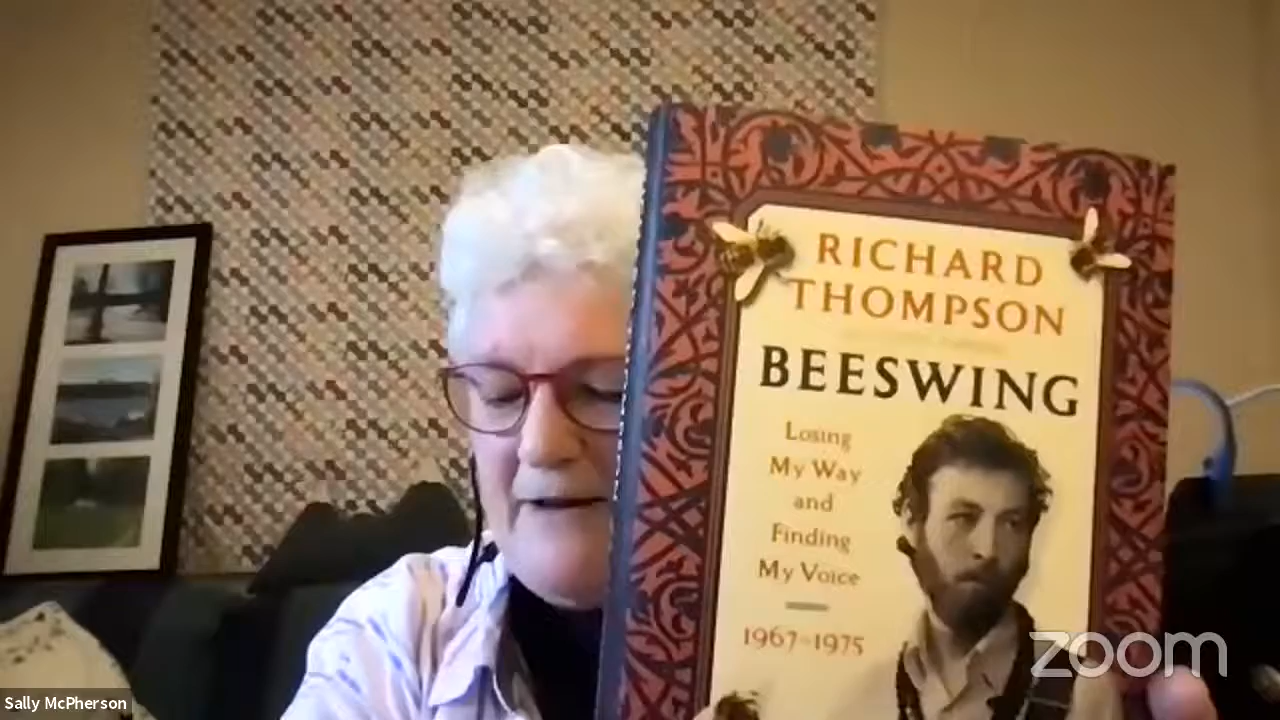 RICHARD
THOMPSON
BEESWING
Losing
My Way
and
Finding
My Voice
1967-1975
zoom
Sally McPherson